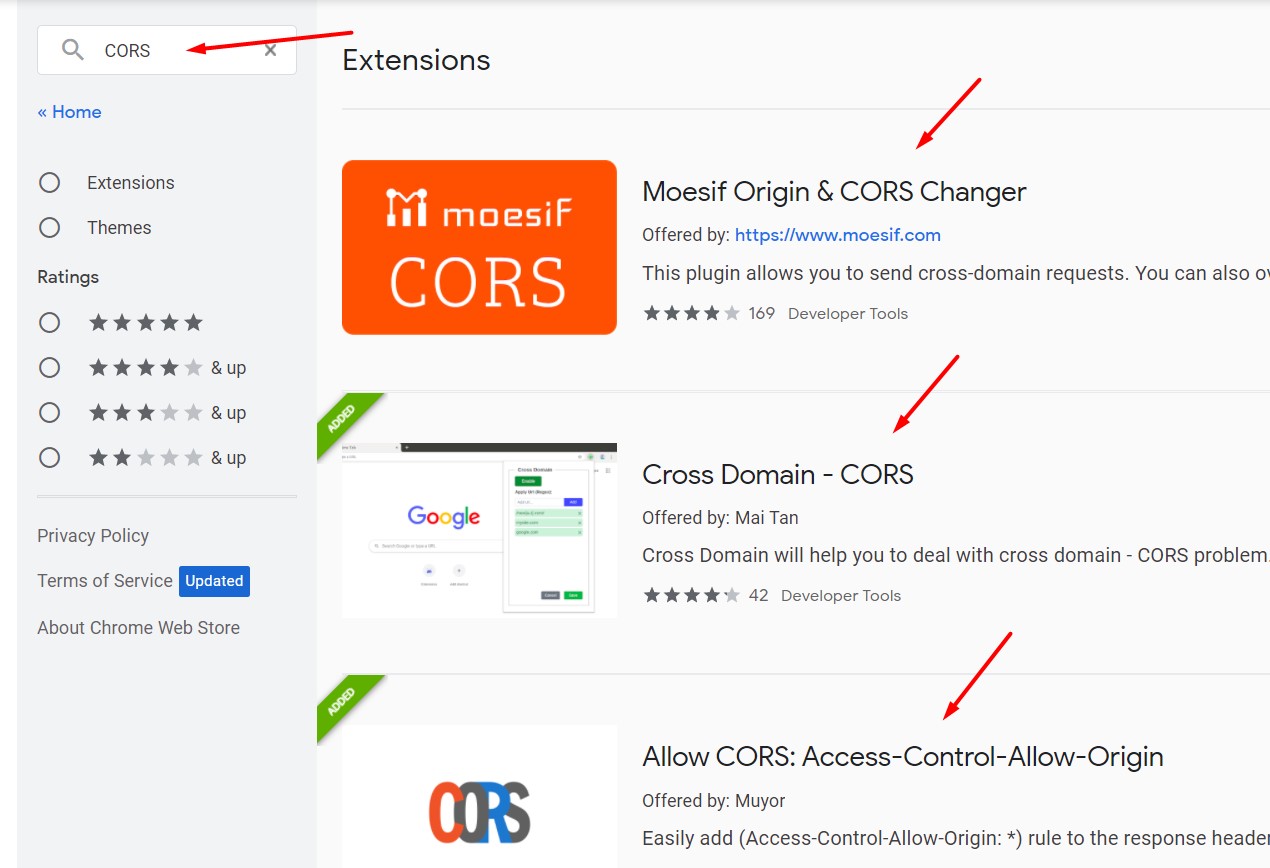 CORS
« Home
Extensions
Themes
Ratings
& up
& up
& up
Privacy Policy
Terms of Service Updated
About Chrome Web Store
Extensions
moesif
CORS
Moesif Origin & CORS Changer
Offered by: https://www.moesif.com
This plugin allows you to send cross-domain requests. You can also ov
169 Developer Tools
ADDED
Cross Domain
Enable
Google
Cross Domain - CORS
Offered by: Mai Tan
Cross Domain will help you to deal with cross domain - CORS problem.
42 Developer Tools
ADDED
CORS
Allow CORS: Access-Control-Allow-Origin
Offered by: Muyor
Easily add (Access-Control-Allow-Origin: *) rule to the response header